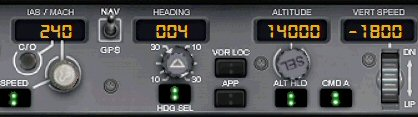 IAS / MACH
NAV
HEADING
ALTITUDE
VERT SPEED
240
004
14000
-1800
C/O
GPS
30
10
VOR LOC
SEL
DN
SPEED
10
30
APP
ALT HLD
CMD A
HDG SEL
UP